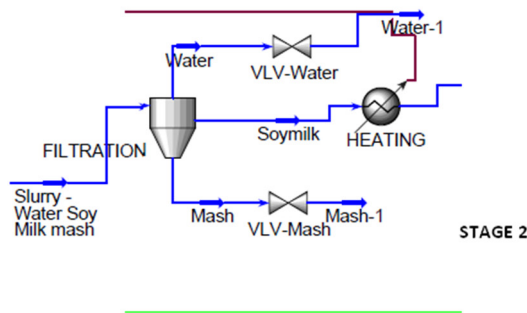 Water-1
Water
VLV-Water
Soymilk
HEATING
FILTRATION
Slurry -
Water Soy
Milk mash
Mash
VLV-Mash
Mash-1
STAGE 2